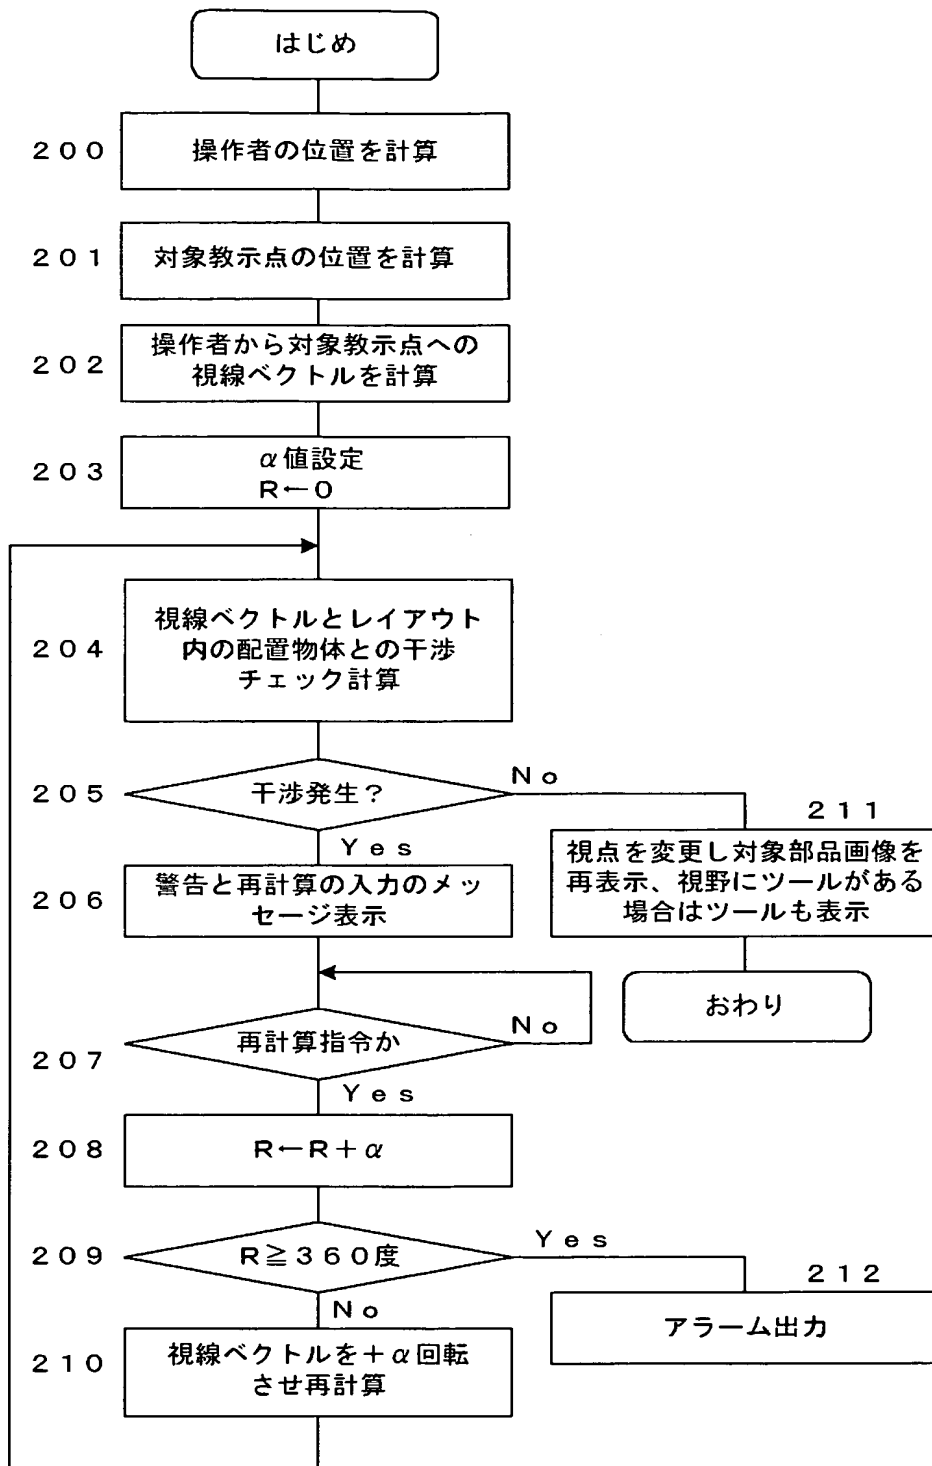 はじめ
200
操作者の位置を計算
201
対象教示点の位置を計算
202
操作者から対象教示点への
視線ベクトルを計算
203
α値設定
R←0
204
視線ベクトルとレイアウト
内の配置物体との干渉
チェック計算
205
干渉発生?
No
Yes
211
視点を変更し対象部品画像を
再表示、視野にツールがある
場合はツールも表示
おわり
206
警告と再計算の入力のメッ
セージ表示
207
再計算指令か
No
Yes
208
R←R+α
209
R≧360度
Yes
No
212
アラーム出力
210
視線ベクトルを+α回転
させ再計算